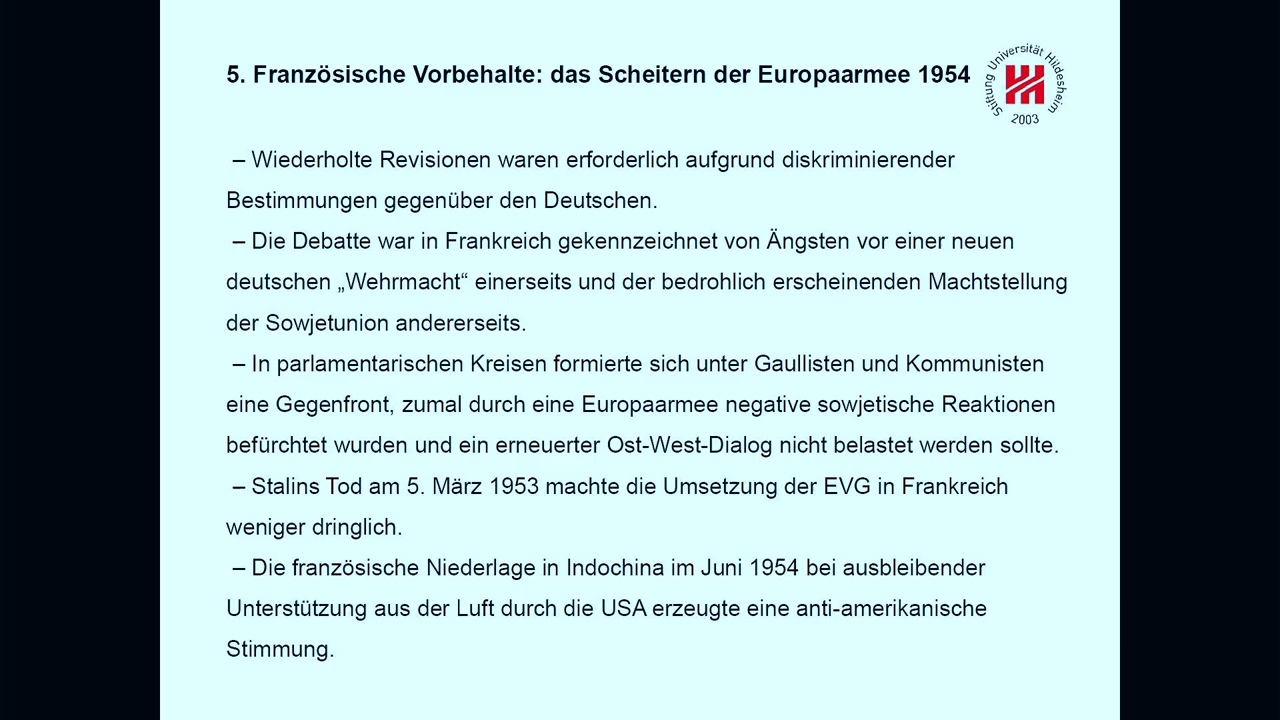 5. Französische Vorbehalte: das Scheitern der Europaarmee 1954
Stiftung Universität Hildesheim
2003
– Wiederholte Revisionen waren erforderlich aufgrund diskriminierender
Bestimmungen gegenüber den Deutschen.
– Die Debatte war in Frankreich gekennzeichnet von Ängsten vor einer neuen
deutschen „Wehrmacht“ einerseits und der bedrohlich erscheinenden Machtstellung
der Sowjetunion andererseits.
– In parlamentarischen Kreisen formierte sich unter Gaullisten und Kommunisten
eine Gegenfront, zumal durch eine Europaarmee negative sowjetische Reaktionen
befürchtet wurden und ein erneuerter Ost-West-Dialog nicht belastet werden sollte.
– Stalins Tod am 5. März 1953 machte die Umsetzung der EVG in Frankreich
weniger dringlich.
– Die französische Niederlage in Indochina im Juni 1954 bei ausbleibender
Unterstützung aus der Luft durch die USA erzeugte eine anti-amerikanische
Stimmung.